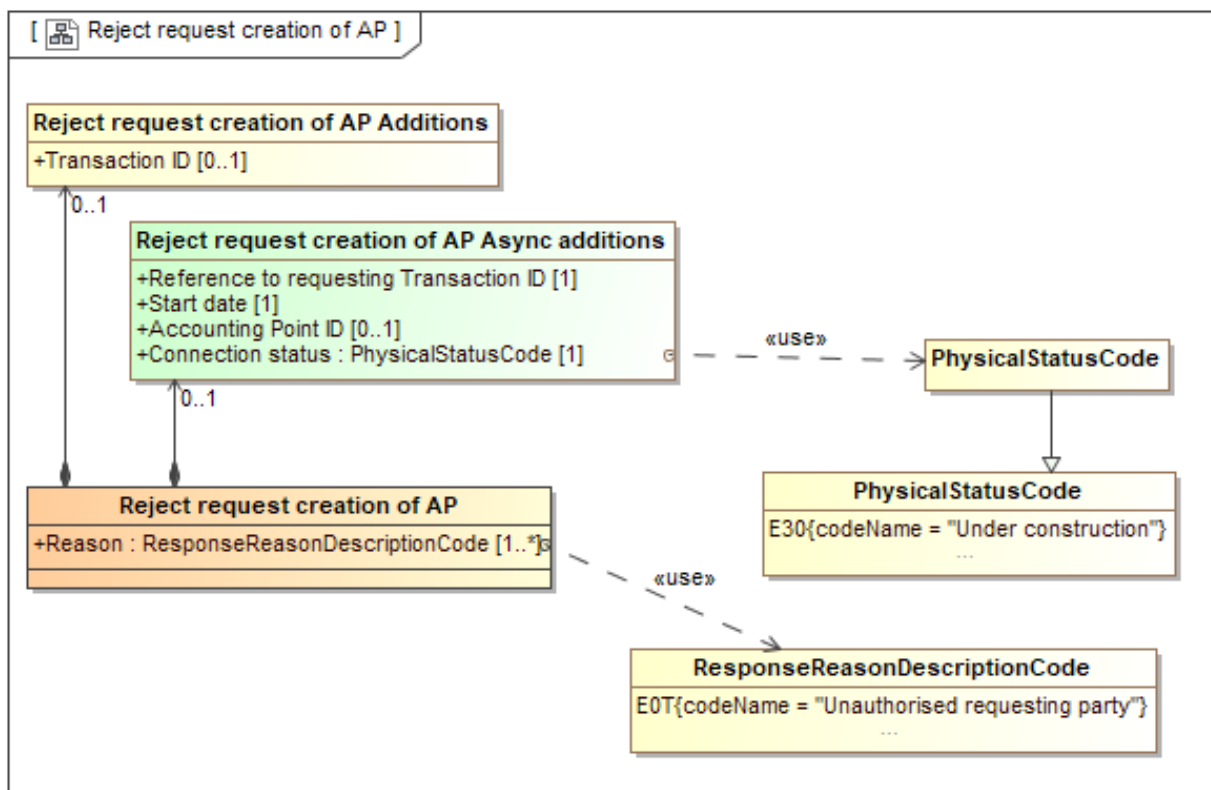 [ Reject request creation of AP ]
Reject request creation of AP Additions
+Transaction ID [0..1]
0..1
Reject request creation of AP Async additions
+Reference to requesting Transaction ID [1]
+Start date [1]
+Accounting Point ID [0..1]
+Connection status : PhysicalStatusCode [1]
«use»
PhysicalStatusCode
0..1
PhysicalStatusCode
E30{codeName = "Under construction"}
...
Reject request creation of AP
+Reason : ResponseReasonDescriptionCode [1..*]
«use»
ResponseReasonDescriptionCode
E0T{codeName = "Unauthorised requesting party"}
...